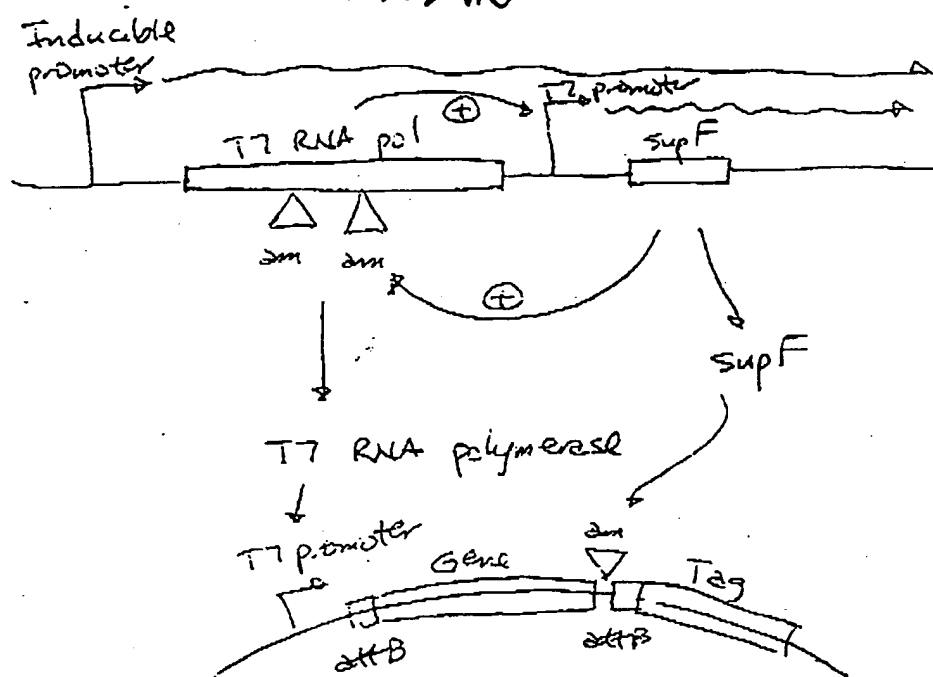 Inducible
promoter
T7 promoter
⊕
T7 RNA pol
supF
am am
⊕
supF
T7 RNA polymerase
T7 promoter
Gene
am
Tag
attB
attB